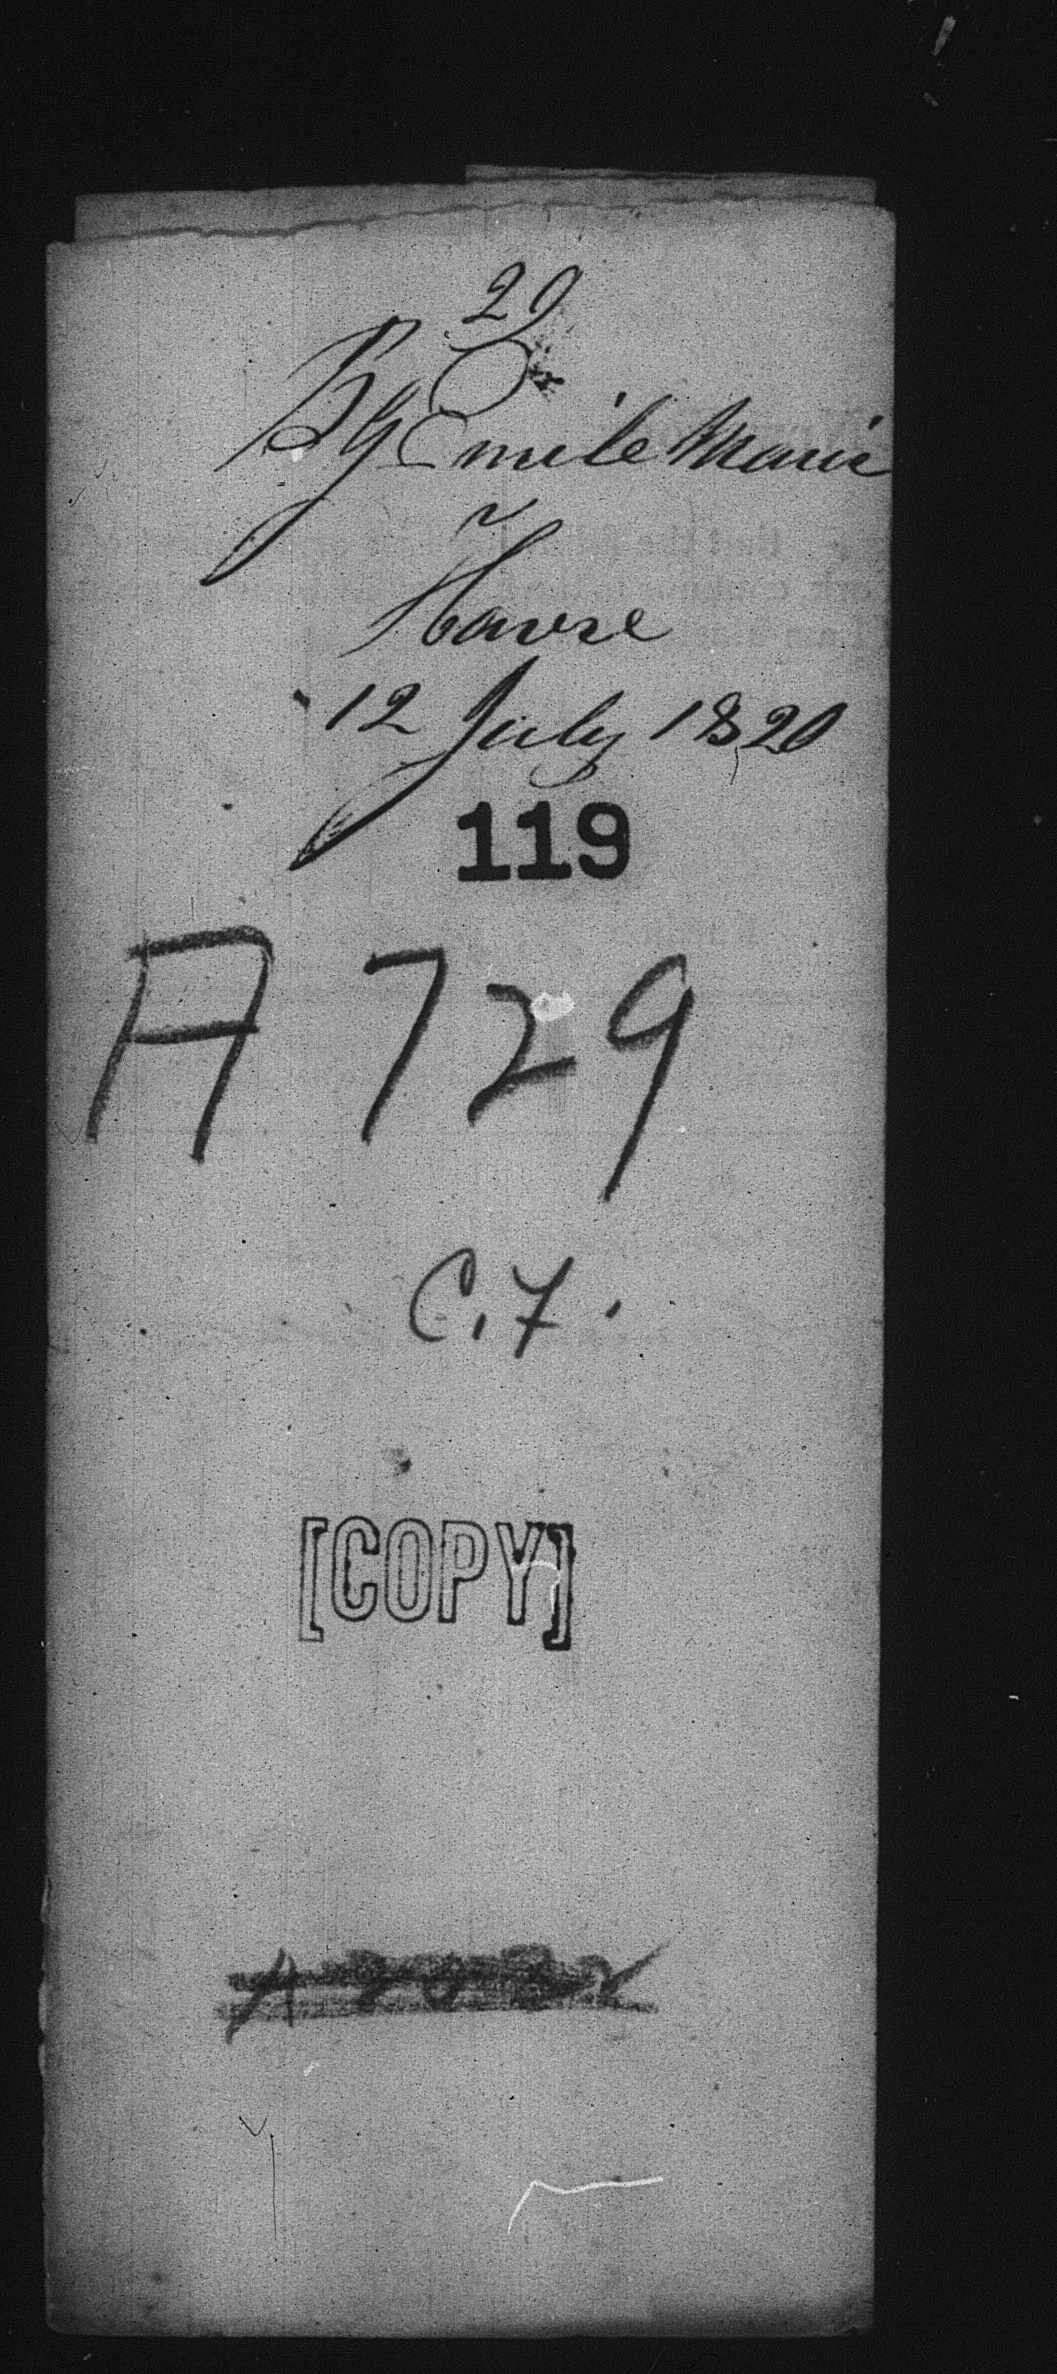 29
Bg Emile Marie
Havre
12 July 1820
119
A 729
C.7.
[COPY]